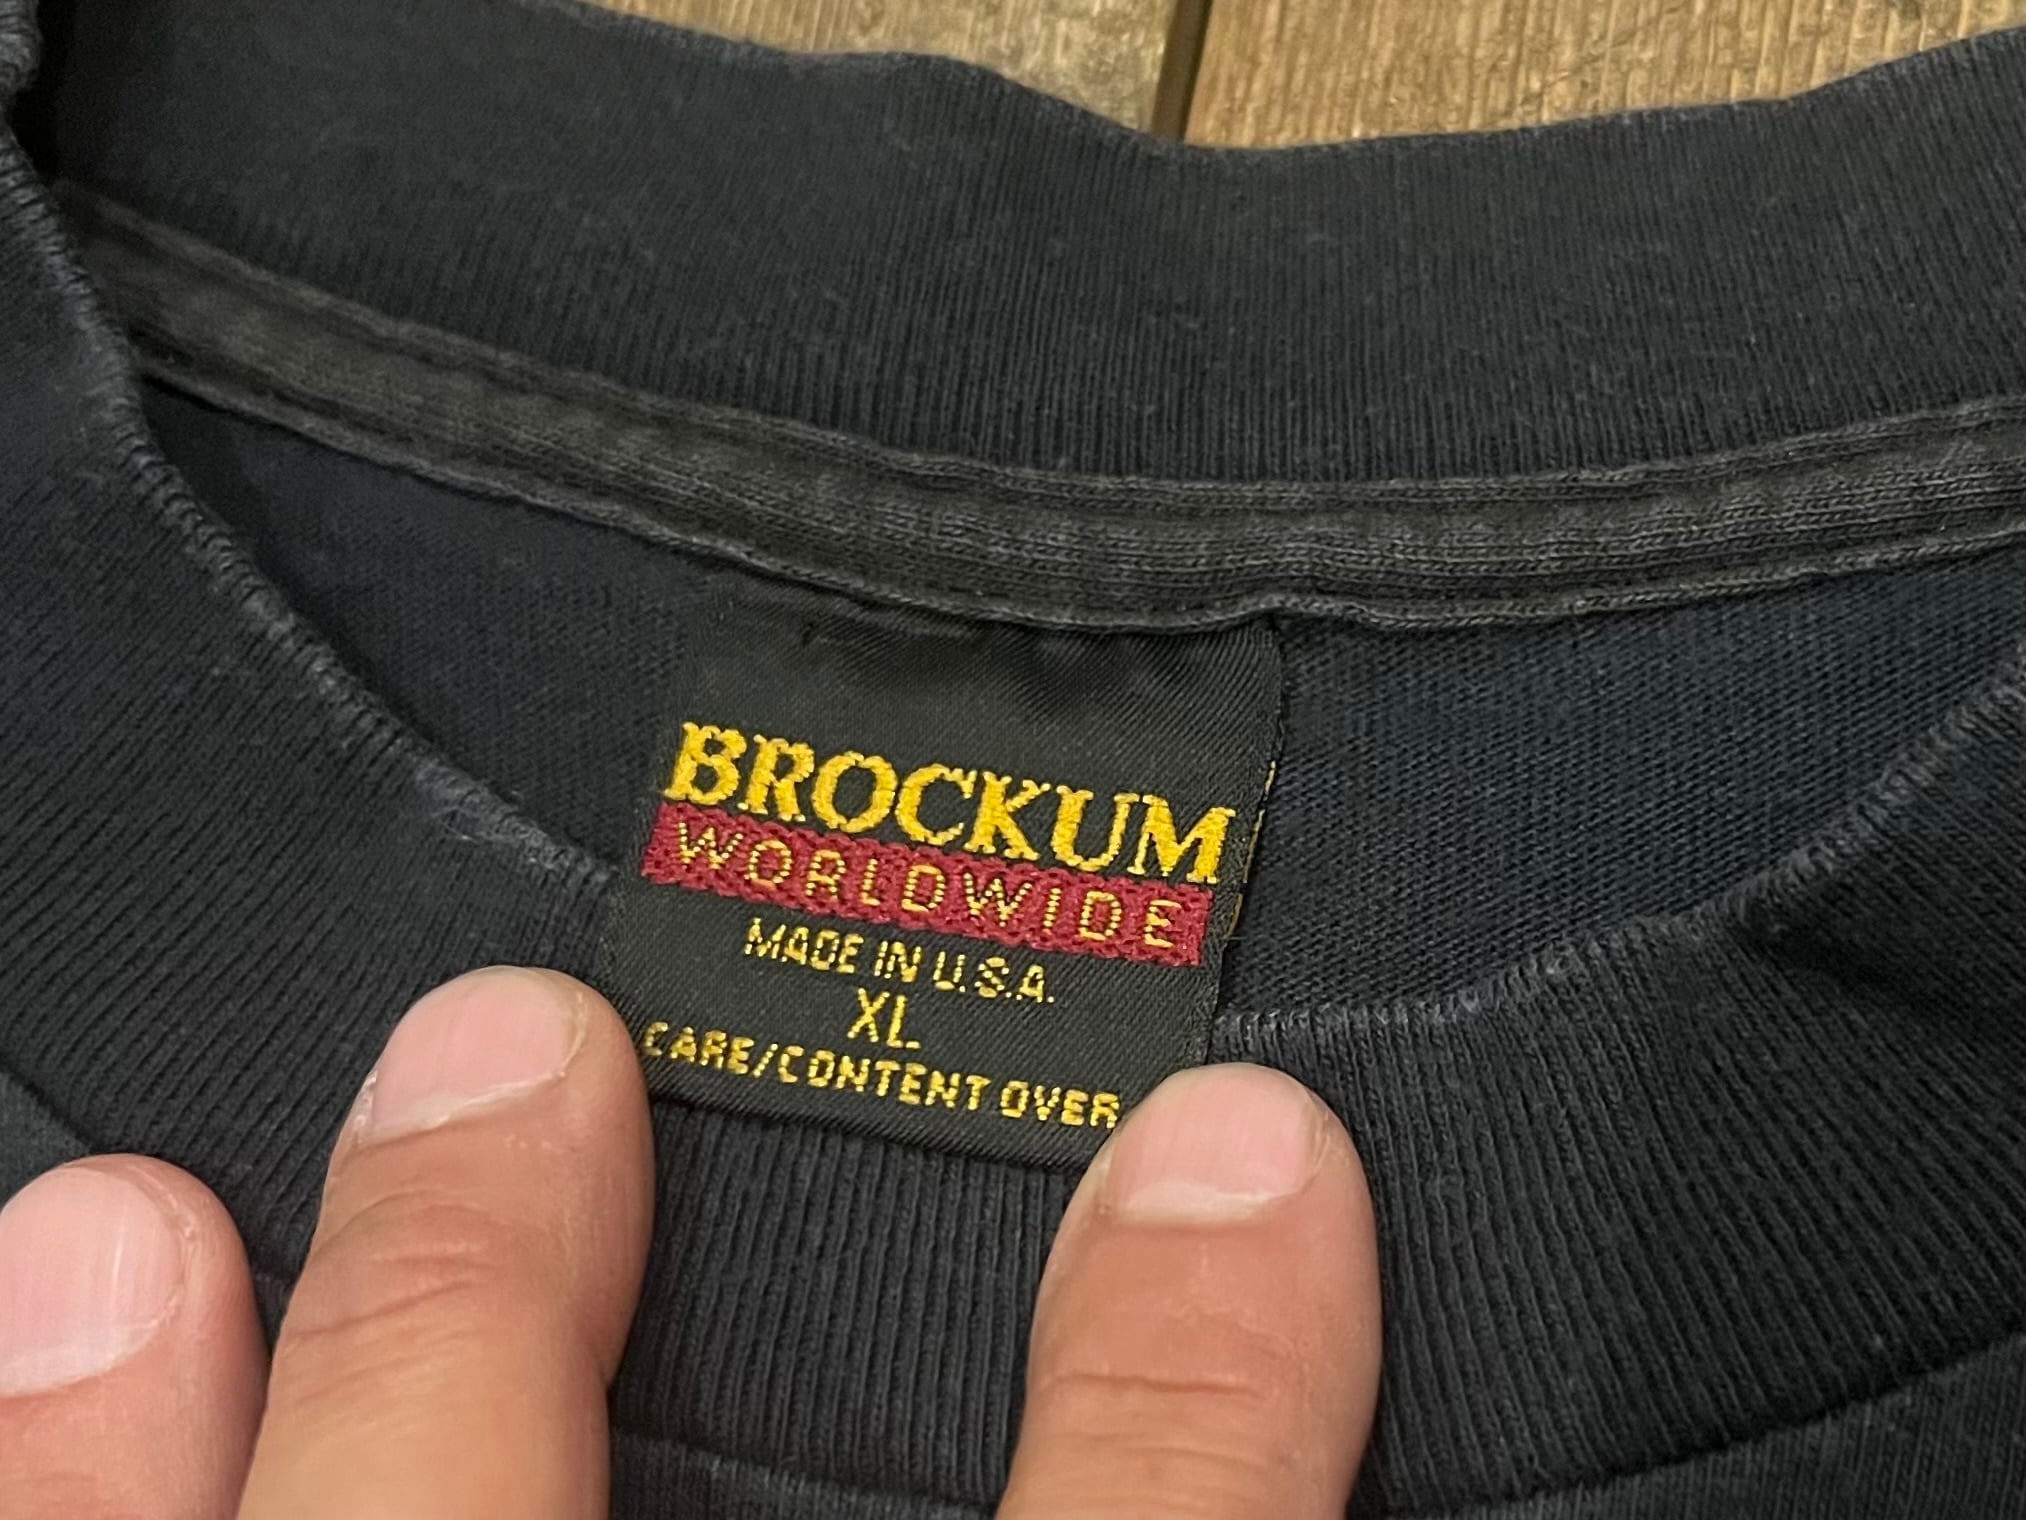 BROCKUM
WORLDWIDE
MADE IN U.S.A.
XL
CARE/CONTENT OVER